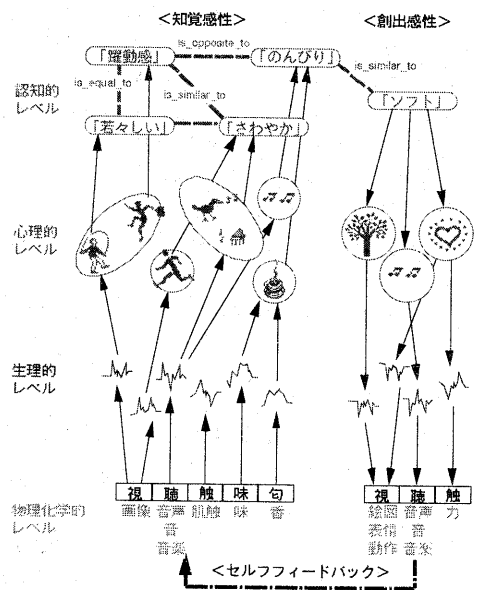 ＜知覚感性＞ ＜創出感性＞
is_opposite_to
「躍動感」 「のんびり」
is_similar_to
is_equal_to
認知的
レベル
is_similar_to
「ソフト」
「若々しい」 「さわやか」
心理的
レベル
生理的
レベル
視 聴 触 味 匂 視 聴 触
物理化学的
レベル
画像 音声 肌触 味 香 絵図 音声 力
音 表情 音
音楽 動作 音楽
＜セルフフィードバック＞